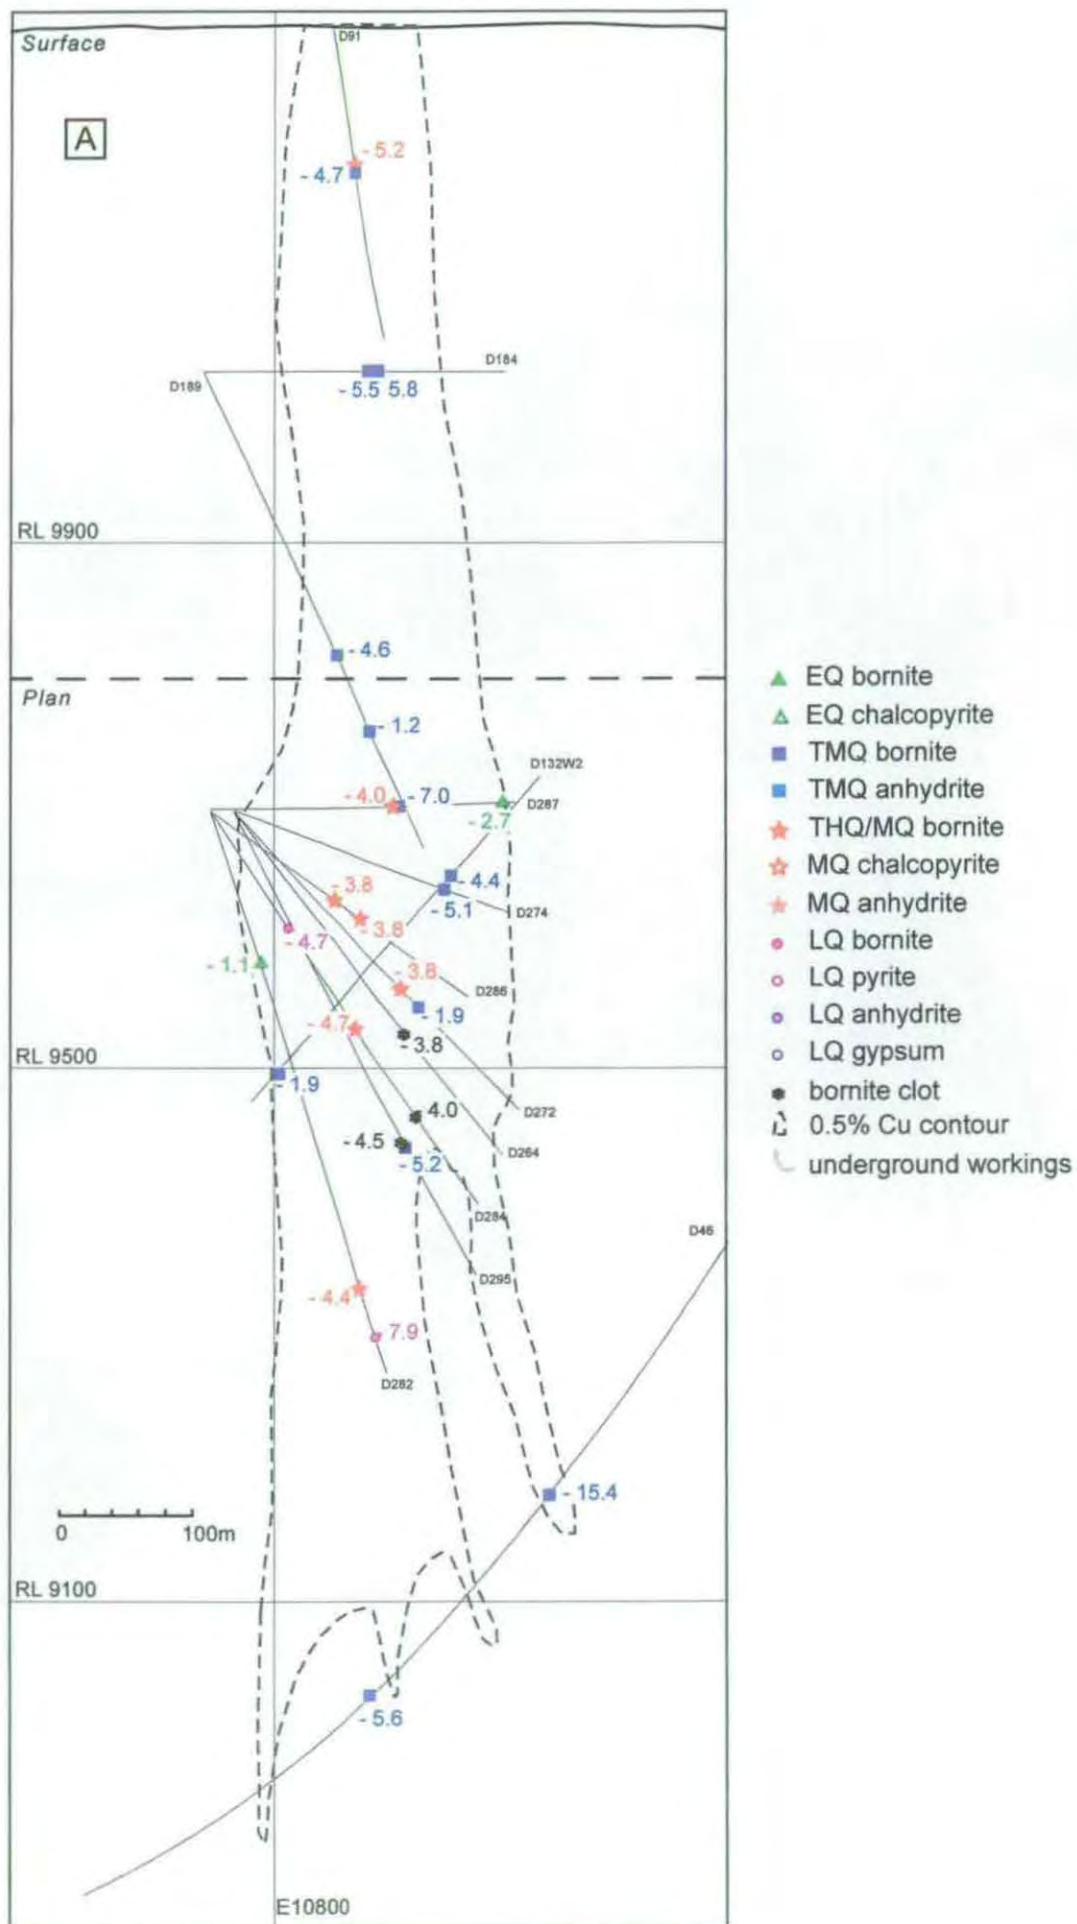 Surface
D91
A
- 5.2
- 4.7
D184
D189
- 5.5 5.8
RL 9900
- 4.6
Plan
- 1.2
D132W2
- 4.0
- 7.0
D287
- 2.7
- 4.4
- 3.8
- 5.1
D274
- 3.8
- 4.7
- 1.1
- 3.8
D286
- 1.9
- 4.7
- 3.8
RL 9500
- 1.9
4.0
D272
- 4.5
D264
- 5.2
D284
D46
D295
- 4.4
7.9
D282
- 15.4
0 100m
RL 9100
- 5.6
E10800
EQ bornite
EQ chalcopyrite
TMQ bornite
TMQ anhydrite
THQ/MQ bornite
MQ chalcopyrite
MQ anhydrite
LQ bornite
LQ pyrite
LQ anhydrite
LQ gypsum
bornite clot
0.5% Cu contour
underground workings